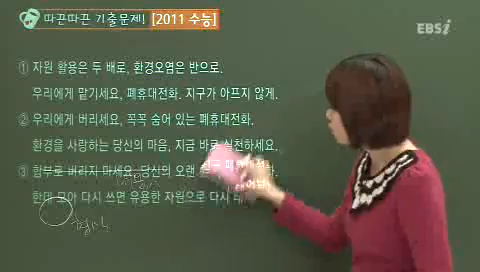 따끈따끈 기출문제! [2011 수능]
EBSi
① 자원 활용은 두 배로, 환경오염은 반으로.
우리에게 맡기세요, 폐휴대전화. 지구가 아프지 않게.
② 우리에게 버리세요, 꼭꼭 숨어 있는 폐휴대전화.
환경을 사랑하는 당신의 마음, 지금 바로 실천하세요.
③ 함부로 버리지 마세요. 당신의 오랜
한데 모아 다시 쓰면 유용한 자원으로 다시